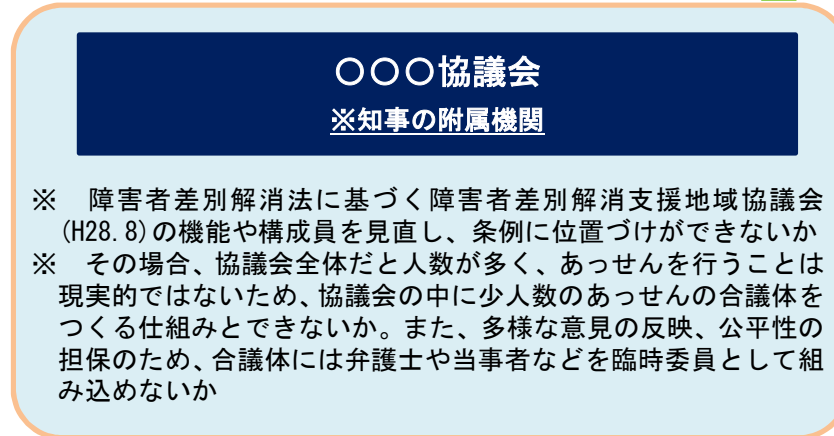 〇〇〇協議会
※知事の附属機関
※　障害者差別解消法に基づく障害者差別解消支援地域協議会
(H28.8)の機能や構成員を見直し、条例に位置づけができないか
※　その場合、協議会全体だと人数が多く、あっせんを行うことは
現実的ではないため、協議会の中に少人数のあっせんの合議体を
つくる仕組みとできないか。また、多様な意見の反映、公平性の
担保のため、合議体には弁護士や当事者などを臨時委員として組
み込めないか